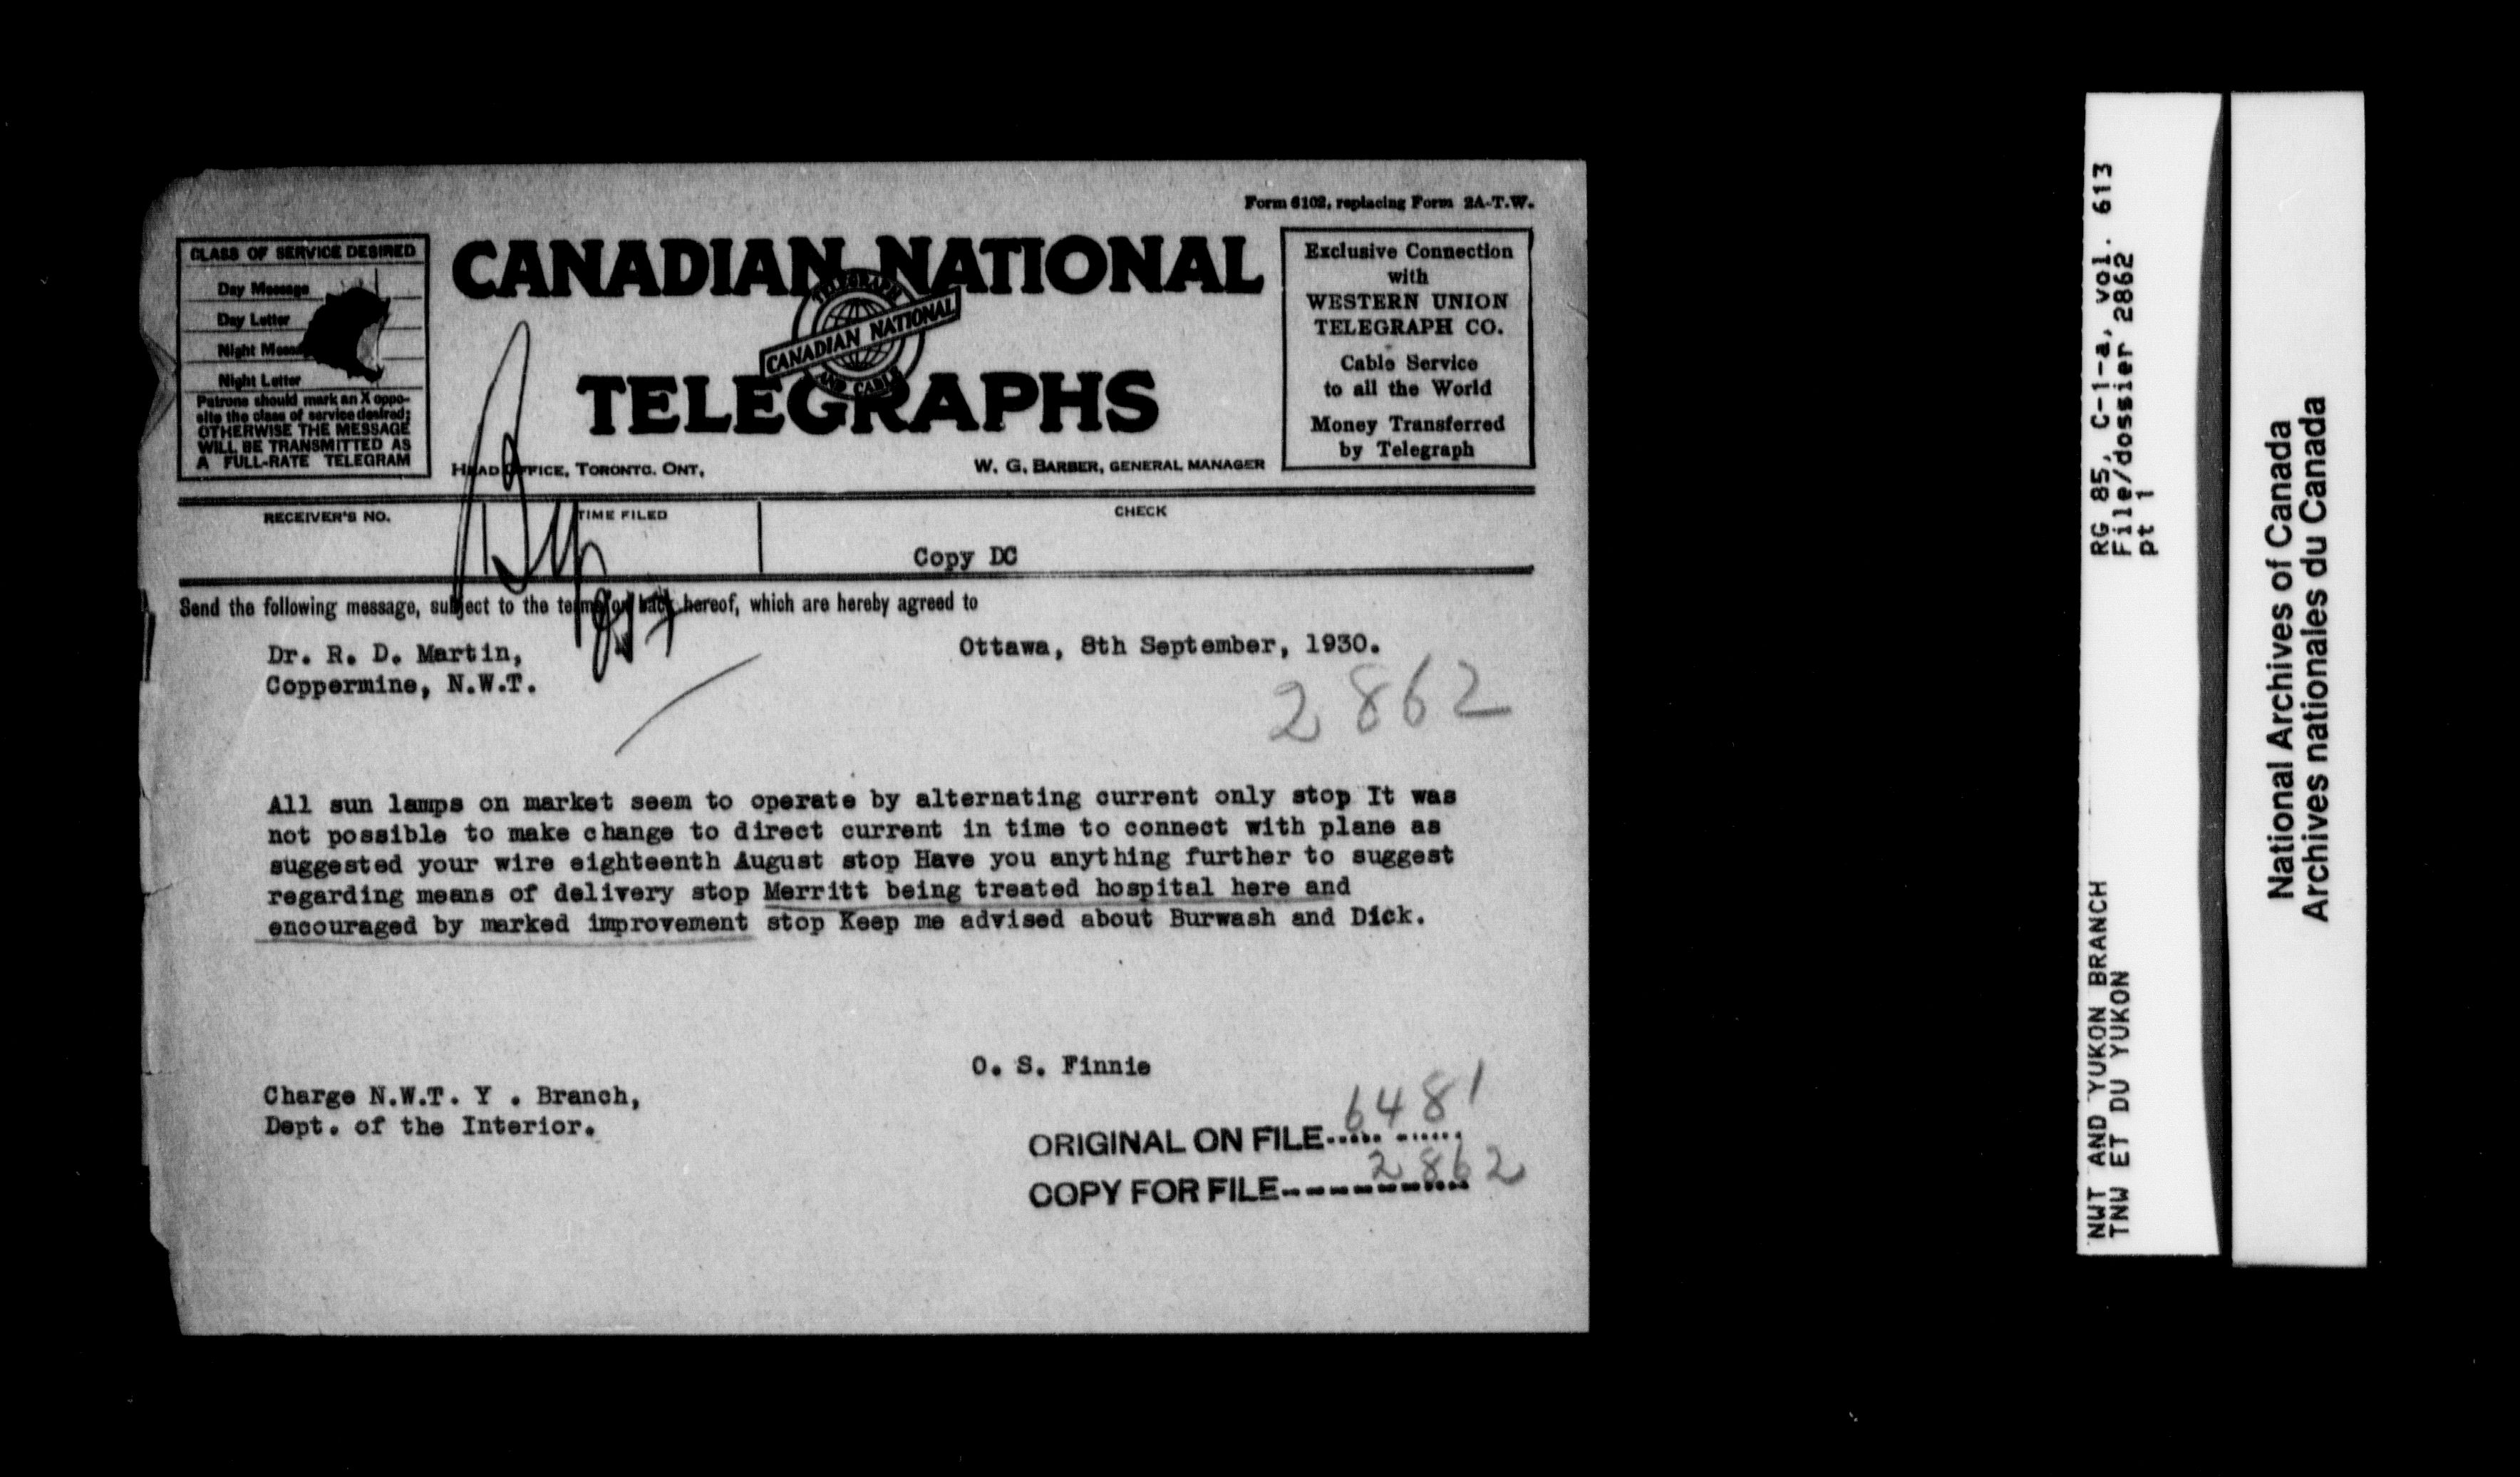 Form 6102, replacing Form 2A-T.W.
CLASS OF SERVICE DESIRED
Day Message
Day Letter
Night
Night Letter
Patrons should mark an X oppo-
site the class of service desired;
OTHERWISE THE MESSAGE
WILL BE TRANSMITTED AS
A FULL-RATE TELEGRAM
CANADIAN NATIONAL
TELEGRAPH
CANADIAN NATIONAL
AND CABLE
TELEGRAPHS
HEAD OFFICE, TORONTO. ONT,
W. G. BARBER, GENERAL MANAGER
Exclusive Connection
with
WESTERN UNION
TELEGRAPH CO.
Cable Service
to all the World
Money Transferred
by Telegraph
RECEIVER'S NO.
TIME FILED
CHECK
Copy DC
Send the following message, subject to the terms on back hereof, which are hereby agreed to
Dr. R. D. Martin,
Coppermine, N.W.T.
Ottawa, 8th September, 1930.
2862
All sun lamps on market seem to operate by alternating current only stop It was
not possible to make change to direct current in time to connect with plane as
suggested your wire eighteenth August stop Have you anything further to suggest
regarding means of delivery stop Merritt being treated hospital here and
encouraged by marked improvement stop Keep me advised about Burwash and Dick.
O. S. Finnie
Charge N.W.T. Y . Branch,
Dept. of the Interior.
ORIGINAL ON FILE 6481
COPY FOR FILE 2862
RG 85, C-1-a, vol. 613
File/dossier 2862
pt 1
NWT AND YUKON BRANCH
TNW ET DU YUKON
National Archives of Canada
Archives nationales du Canada